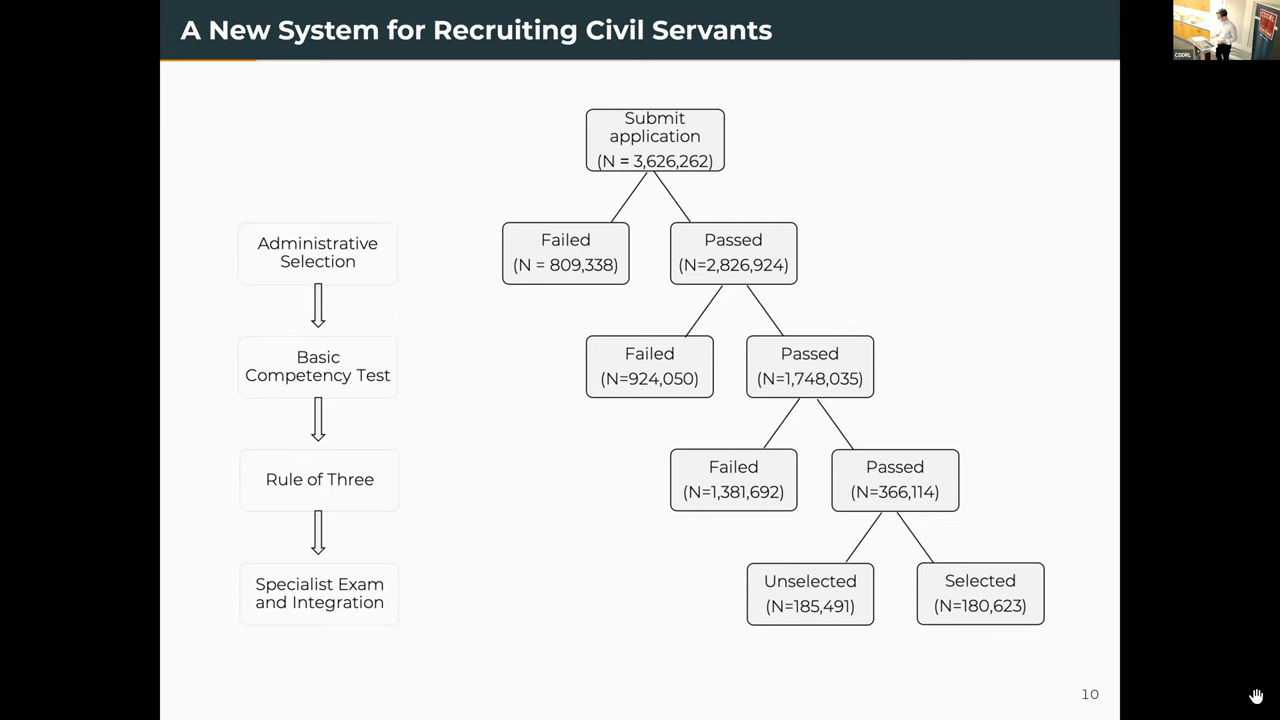 A New System for Recruiting Civil Servants
CDDRL
Submit
application
(N = 3,626,262)
Administrative
Selection
Failed
(N = 809,338)
Passed
(N=2,826,924)
Basic
Competency Test
Failed
(N=924,050)
Passed
(N=1,748,035)
Rule of Three
Failed
(N=1,381,692)
Passed
(N=366,114)
Specialist Exam
and Integration
Unselected
(N=185,491)
Selected
(N=180,623)
10